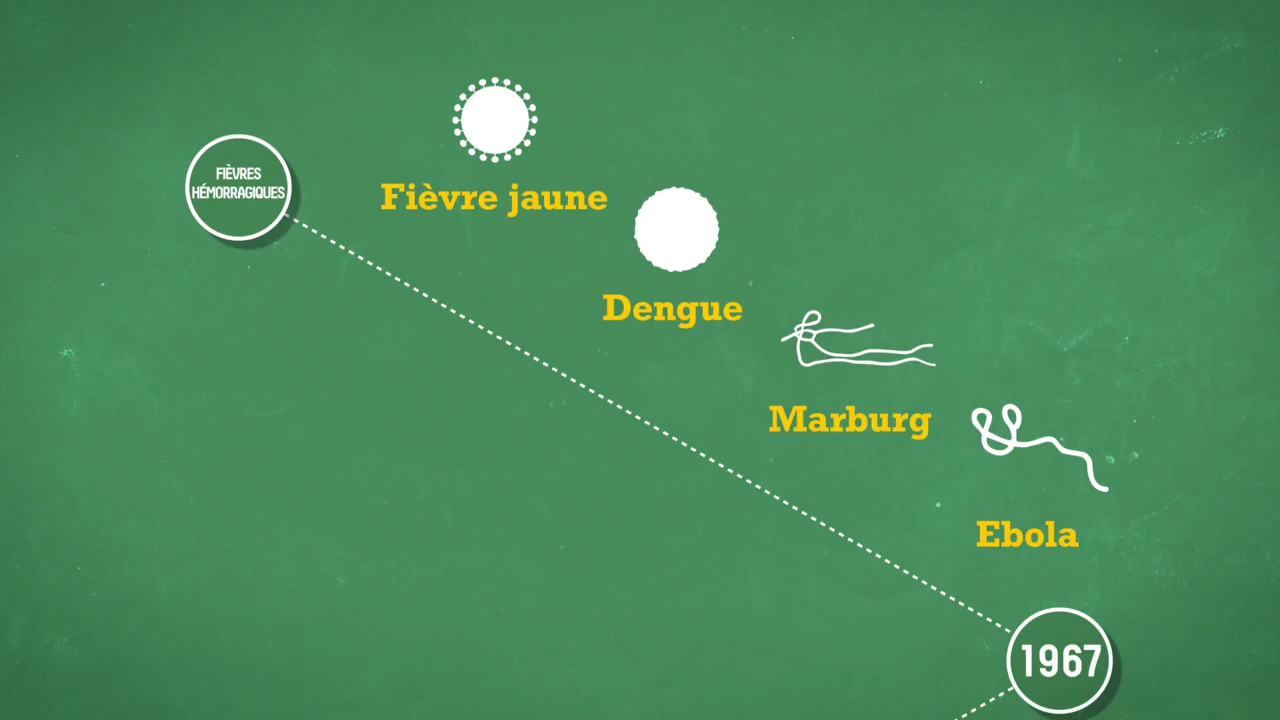 FIÈVRES
HÉMORRAGIQUES
Fièvre jaune
Dengue
Marburg
Ebola
1967